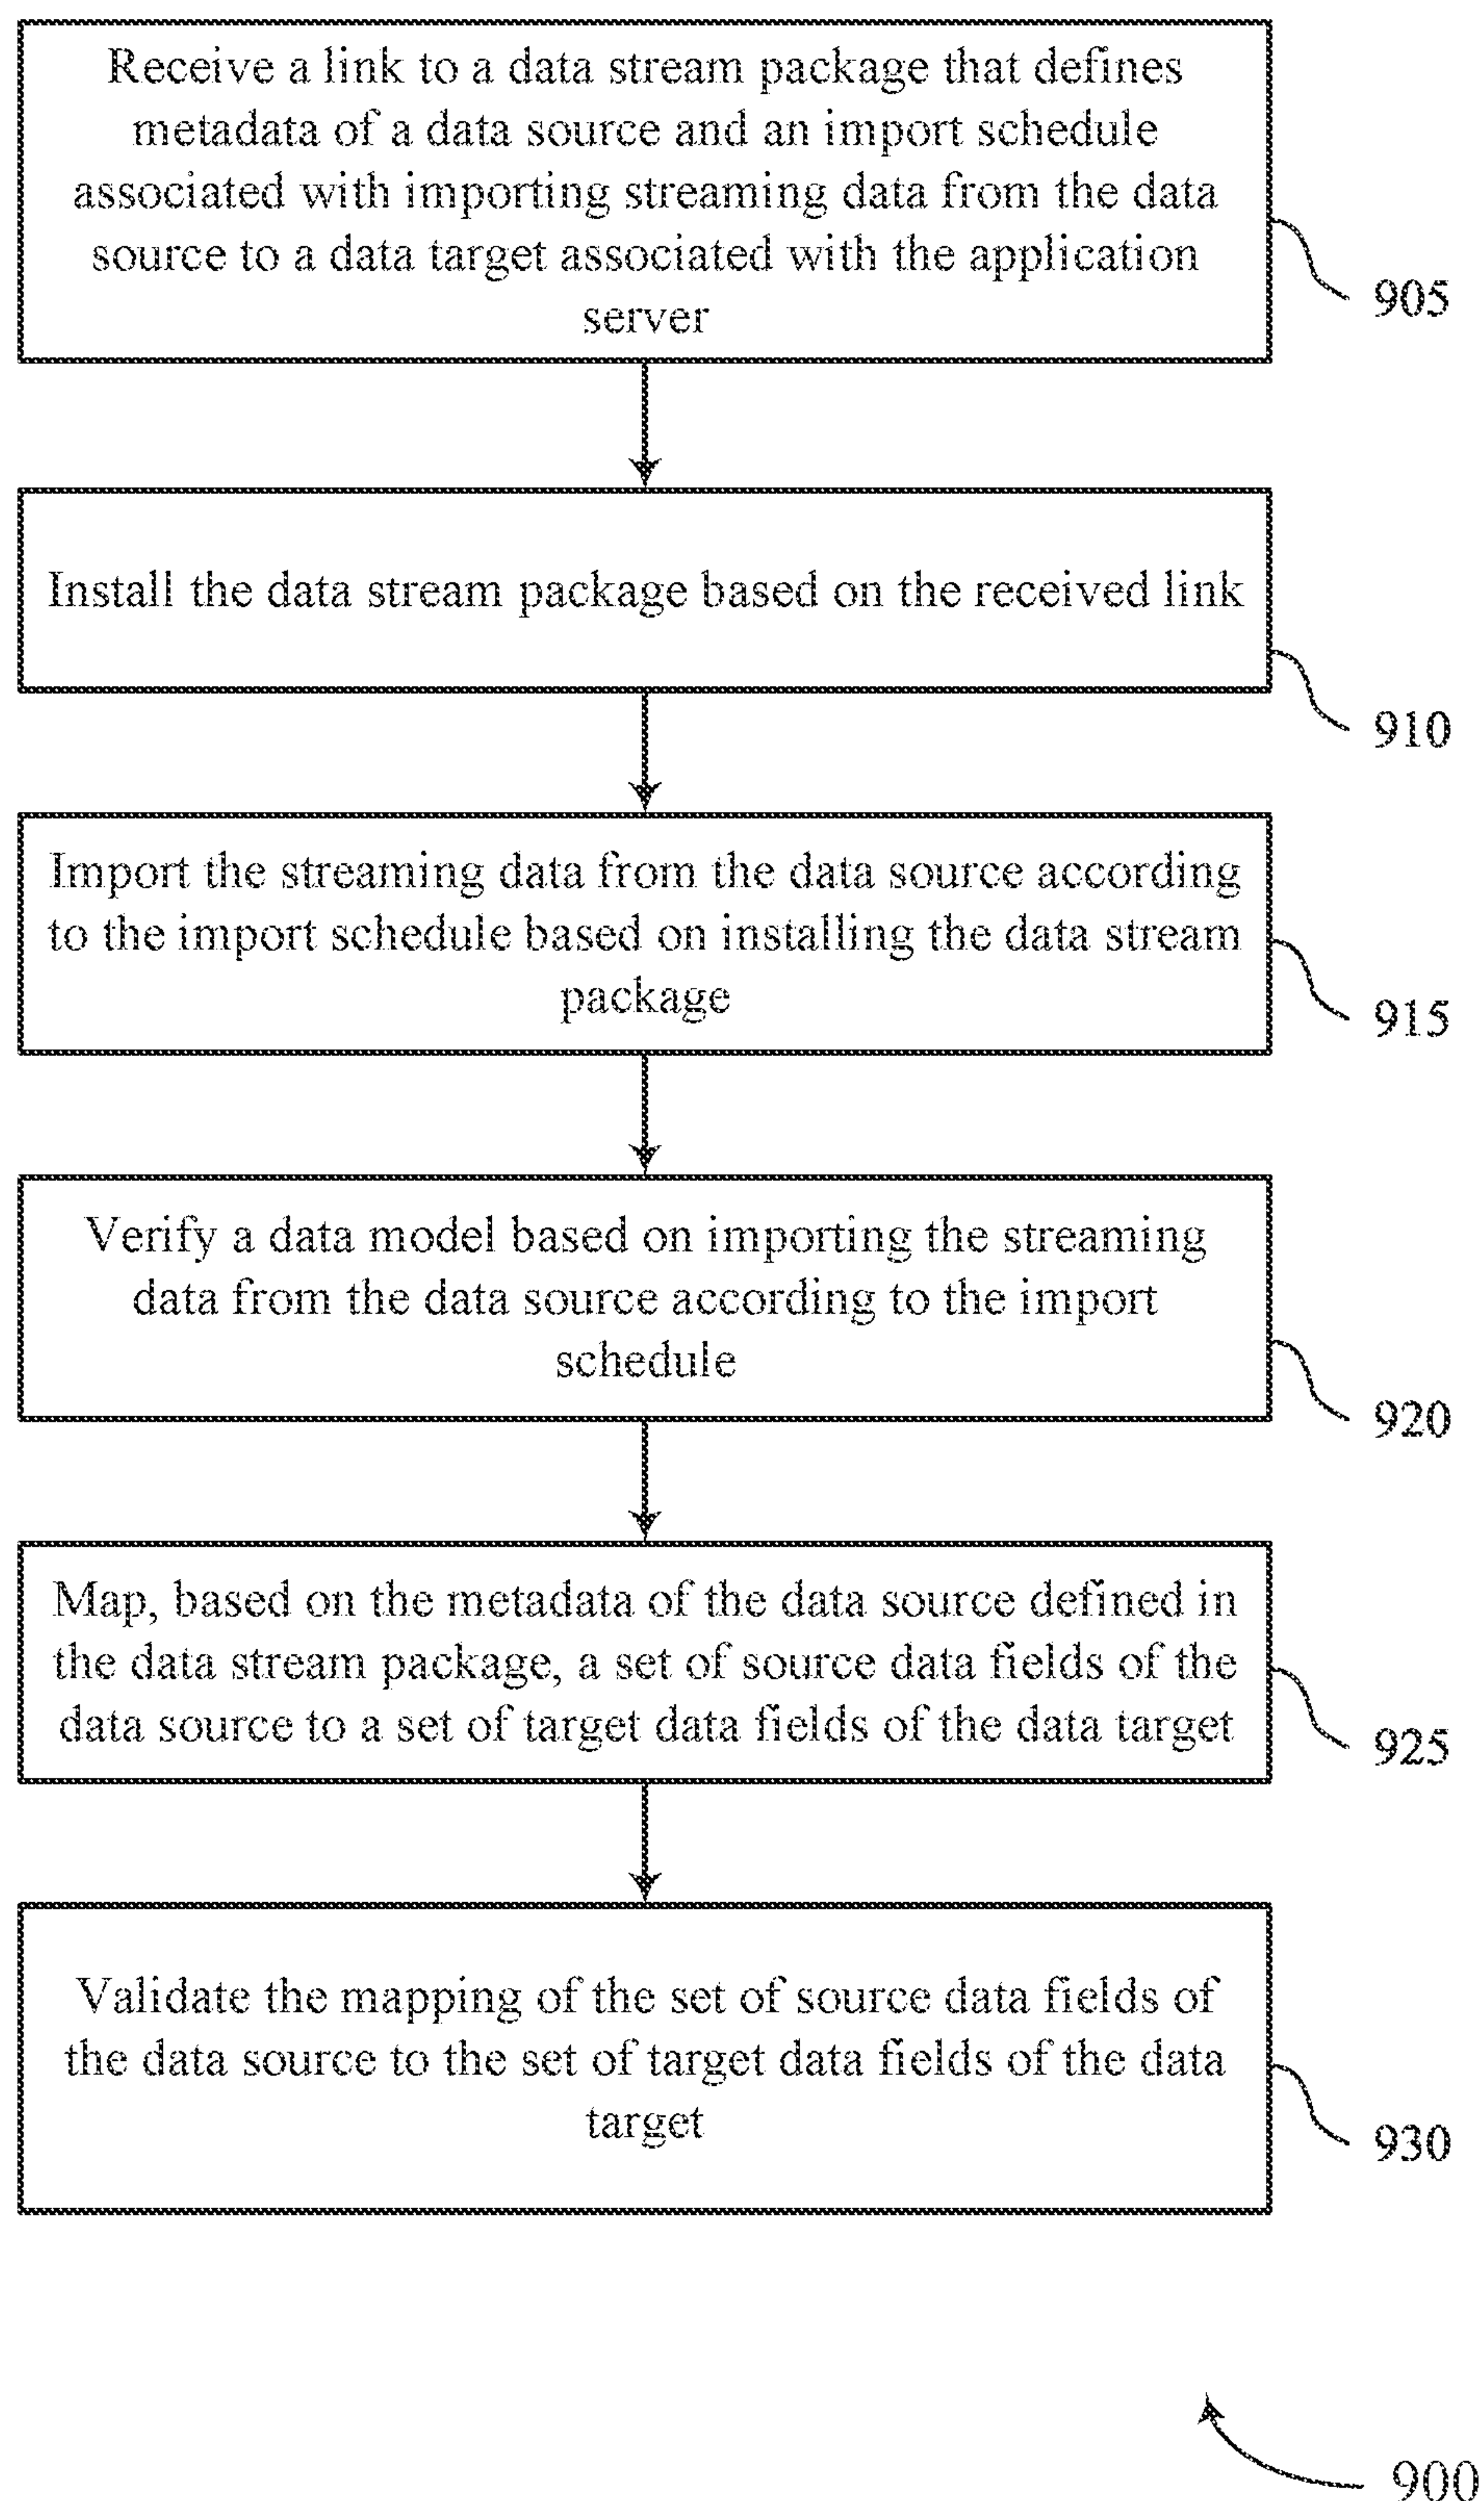 Receive a link to a data stream package that defines
metadata of a data source and an import schedule
associated with importing streaming data from the data
source to a data target associated with the application
server
905
Install the data stream package based on the received link
910
Import the streaming data from the data source according
to the import schedule based on installing the data stream
package
915
Verify a data model based on importing the streaming
data from the data source according to the import
schedule
920
Map, based on the metadata of the data source defined in
the data stream package, a set of source data fields of the
data source to a set of target data fields of the data target
925
Validate the mapping of the set of source data fields of
the data source to the set of target data fields of the data
target
930
900